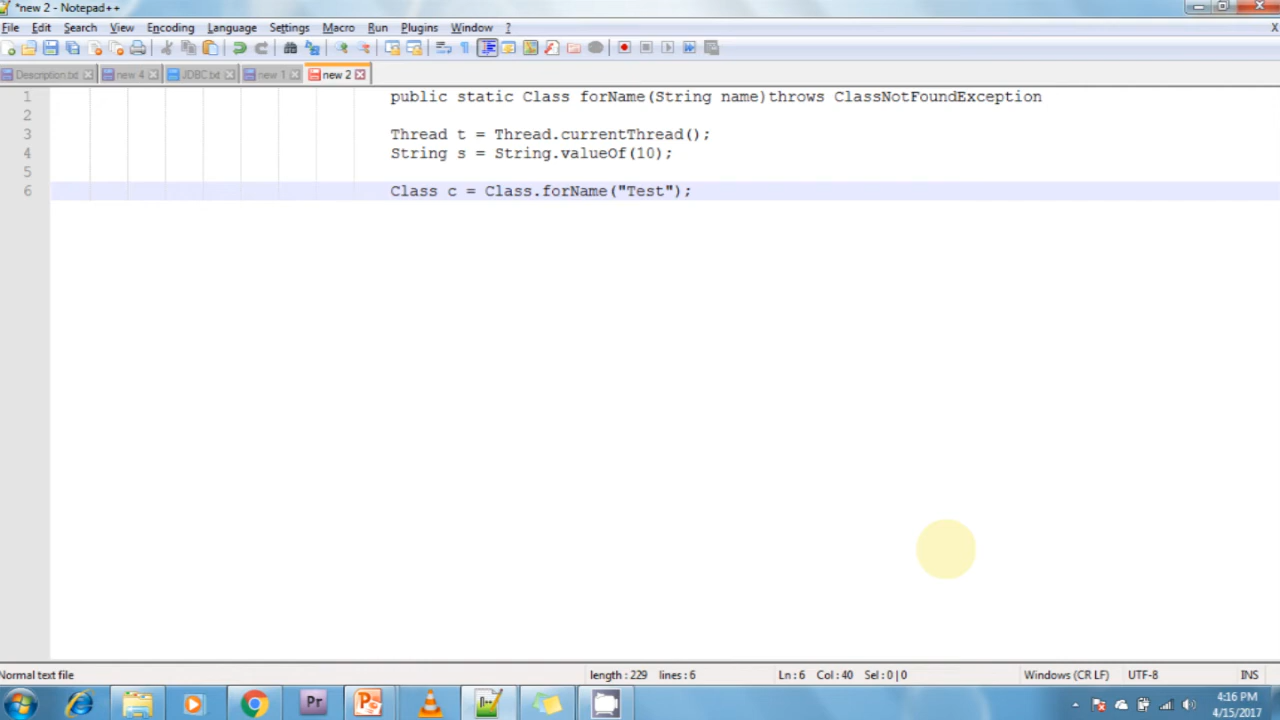 *new 2 - Notepad++
File Edit Search View Encoding Language Settings Macro Run Plugins Window ? X
Description.txt new 4 JDBC.txt new 1 new 2
1 public static Class forName(String name)throws ClassNotFoundException
2
3 Thread t = Thread.currentThread();
4 String s = String.valueOf(10);
5
6 Class c = Class.forName("Test");
Normal text file length : 229 lines : 6 Ln : 6 Col : 40 Sel : 0 | 0 Windows (CR LF) UTF-8 INS
Pr
4:16 PM
4/15/2017